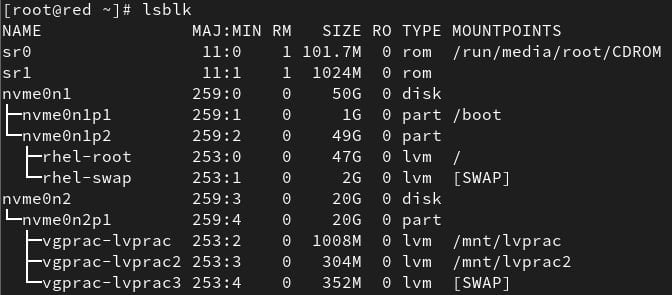 [root@red ~]# lsblk
NAME                MAJ:MIN RM   SIZE RO TYPE MOUNTPOINTS
sr0                  11:0    1 101.7M  0 rom  /run/media/root/CDROM
sr1                  11:1    1  1024M  0 rom
nvme0n1             259:0    0    50G  0 disk
├─nvme0n1p1         259:1    0     1G  0 part /boot
└─nvme0n1p2         259:2    0    49G  0 part
  ├─rhel-root       253:0    0    47G  0 lvm  /
  └─rhel-swap       253:1    0     2G  0 lvm  [SWAP]
nvme0n2             259:3    0    20G  0 disk
└─nvme0n2p1         259:4    0    20G  0 part
  ├─vgprac-lvprac   253:2    0  1008M  0 lvm  /mnt/lvprac
  ├─vgprac-lvprac2  253:3    0   304M  0 lvm  /mnt/lvprac2
  └─vgprac-lvprac3  253:4    0   352M  0 lvm  [SWAP]